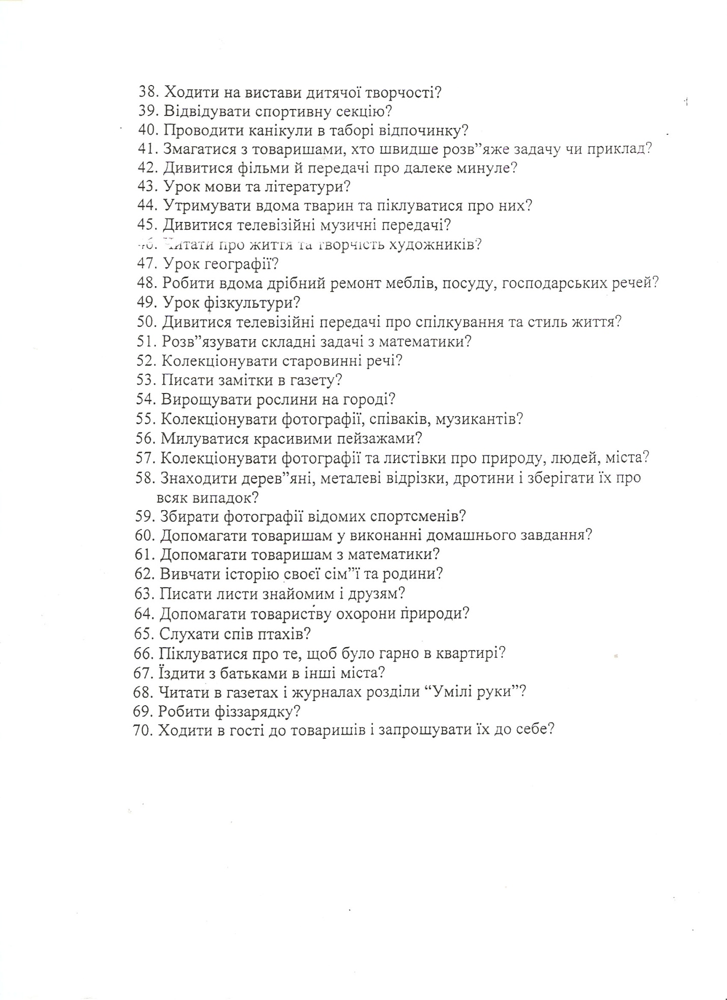 38. Ходити на вистави дитячої творчості?
39. Відвідувати спортивну секцію?
40. Проводити канікули в таборі відпочинку?
41. Змагатися з товаришами, хто швидше розв”яже задачу чи приклад?
42. Дивитися фільми й передачі про далеке минуле?
43. Урок мови та літератури?
44. Утримувати вдома тварин та піклуватися про них?
45. Дивитися телевізійні музичні передачі?
46. Читати про життя та творчість художників?
47. Урок географії?
48. Робити вдома дрібний ремонт меблів, посуду, господарських речей?
49. Урок фізкультури?
50. Дивитися телевізійні передачі про спілкування та стиль життя?
51. Розв”язувати складні задачі з математики?
52. Колекціонувати старовинні речі?
53. Писати замітки в газету?
54. Вирощувати рослини на городі?
55. Колекціонувати фотографії, співаків, музикантів?
56. Милуватися красивими пейзажами?
57. Колекціонувати фотографії та листівки про природу, людей, міста?
58. Знаходити дерев”яні, металеві відрізки, дротини і зберігати їх про
всяк випадок?
59. Збирати фотографії відомих спортсменів?
60. Допомагати товаришам у виконанні домашнього завдання?
61. Допомагати товаришам з математики?
62. Вивчати історію своєї сім”ї та родини?
63. Писати листи знайомим і друзям?
64. Допомагати товариству охорони природи?
65. Слухати спів птахів?
66. Піклуватися про те, щоб було гарно в квартирі?
67. Їздити з батьками в інші міста?
68. Читати в газетах і журналах розділи “Умілі руки”?
69. Робити фіззарядку?
70. Ходити в гості до товаришів і запрошувати їх до себе?